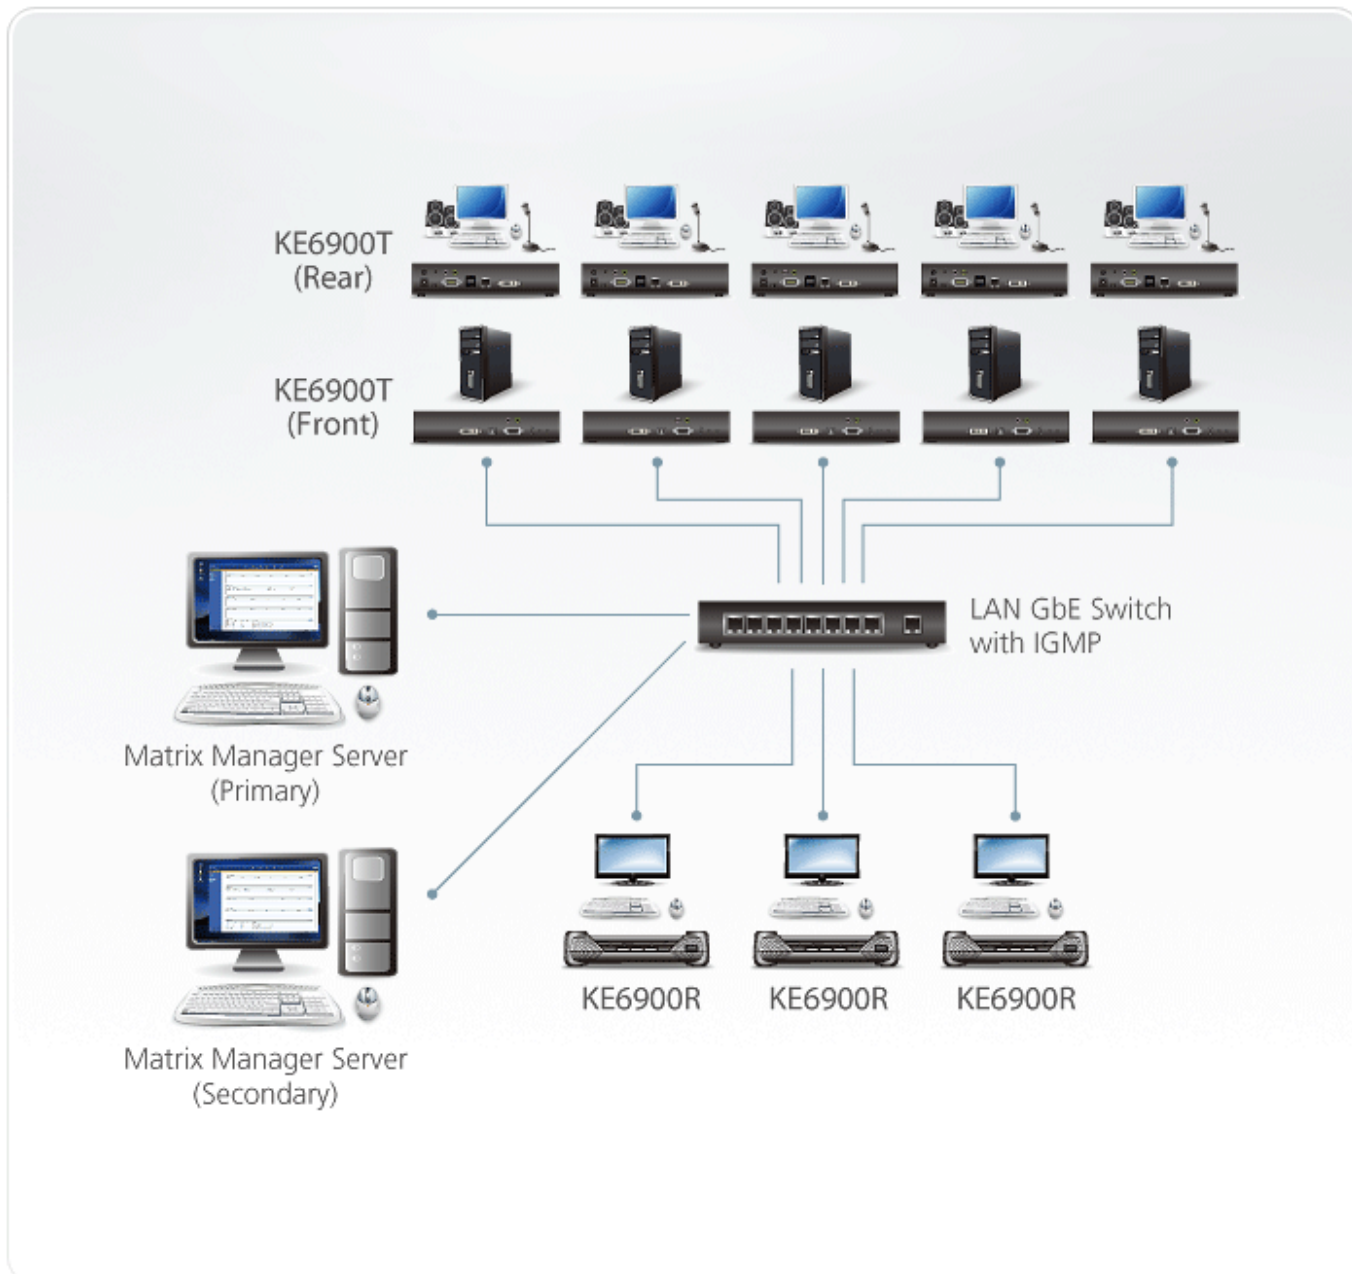 KE6900T
(Rear)
KE6900T
(Front)
LAN GbE Switch
with IGMP
Matrix Manager Server
(Primary)
KE6900R
KE6900R
KE6900R
Matrix Manager Server
(Secondary)